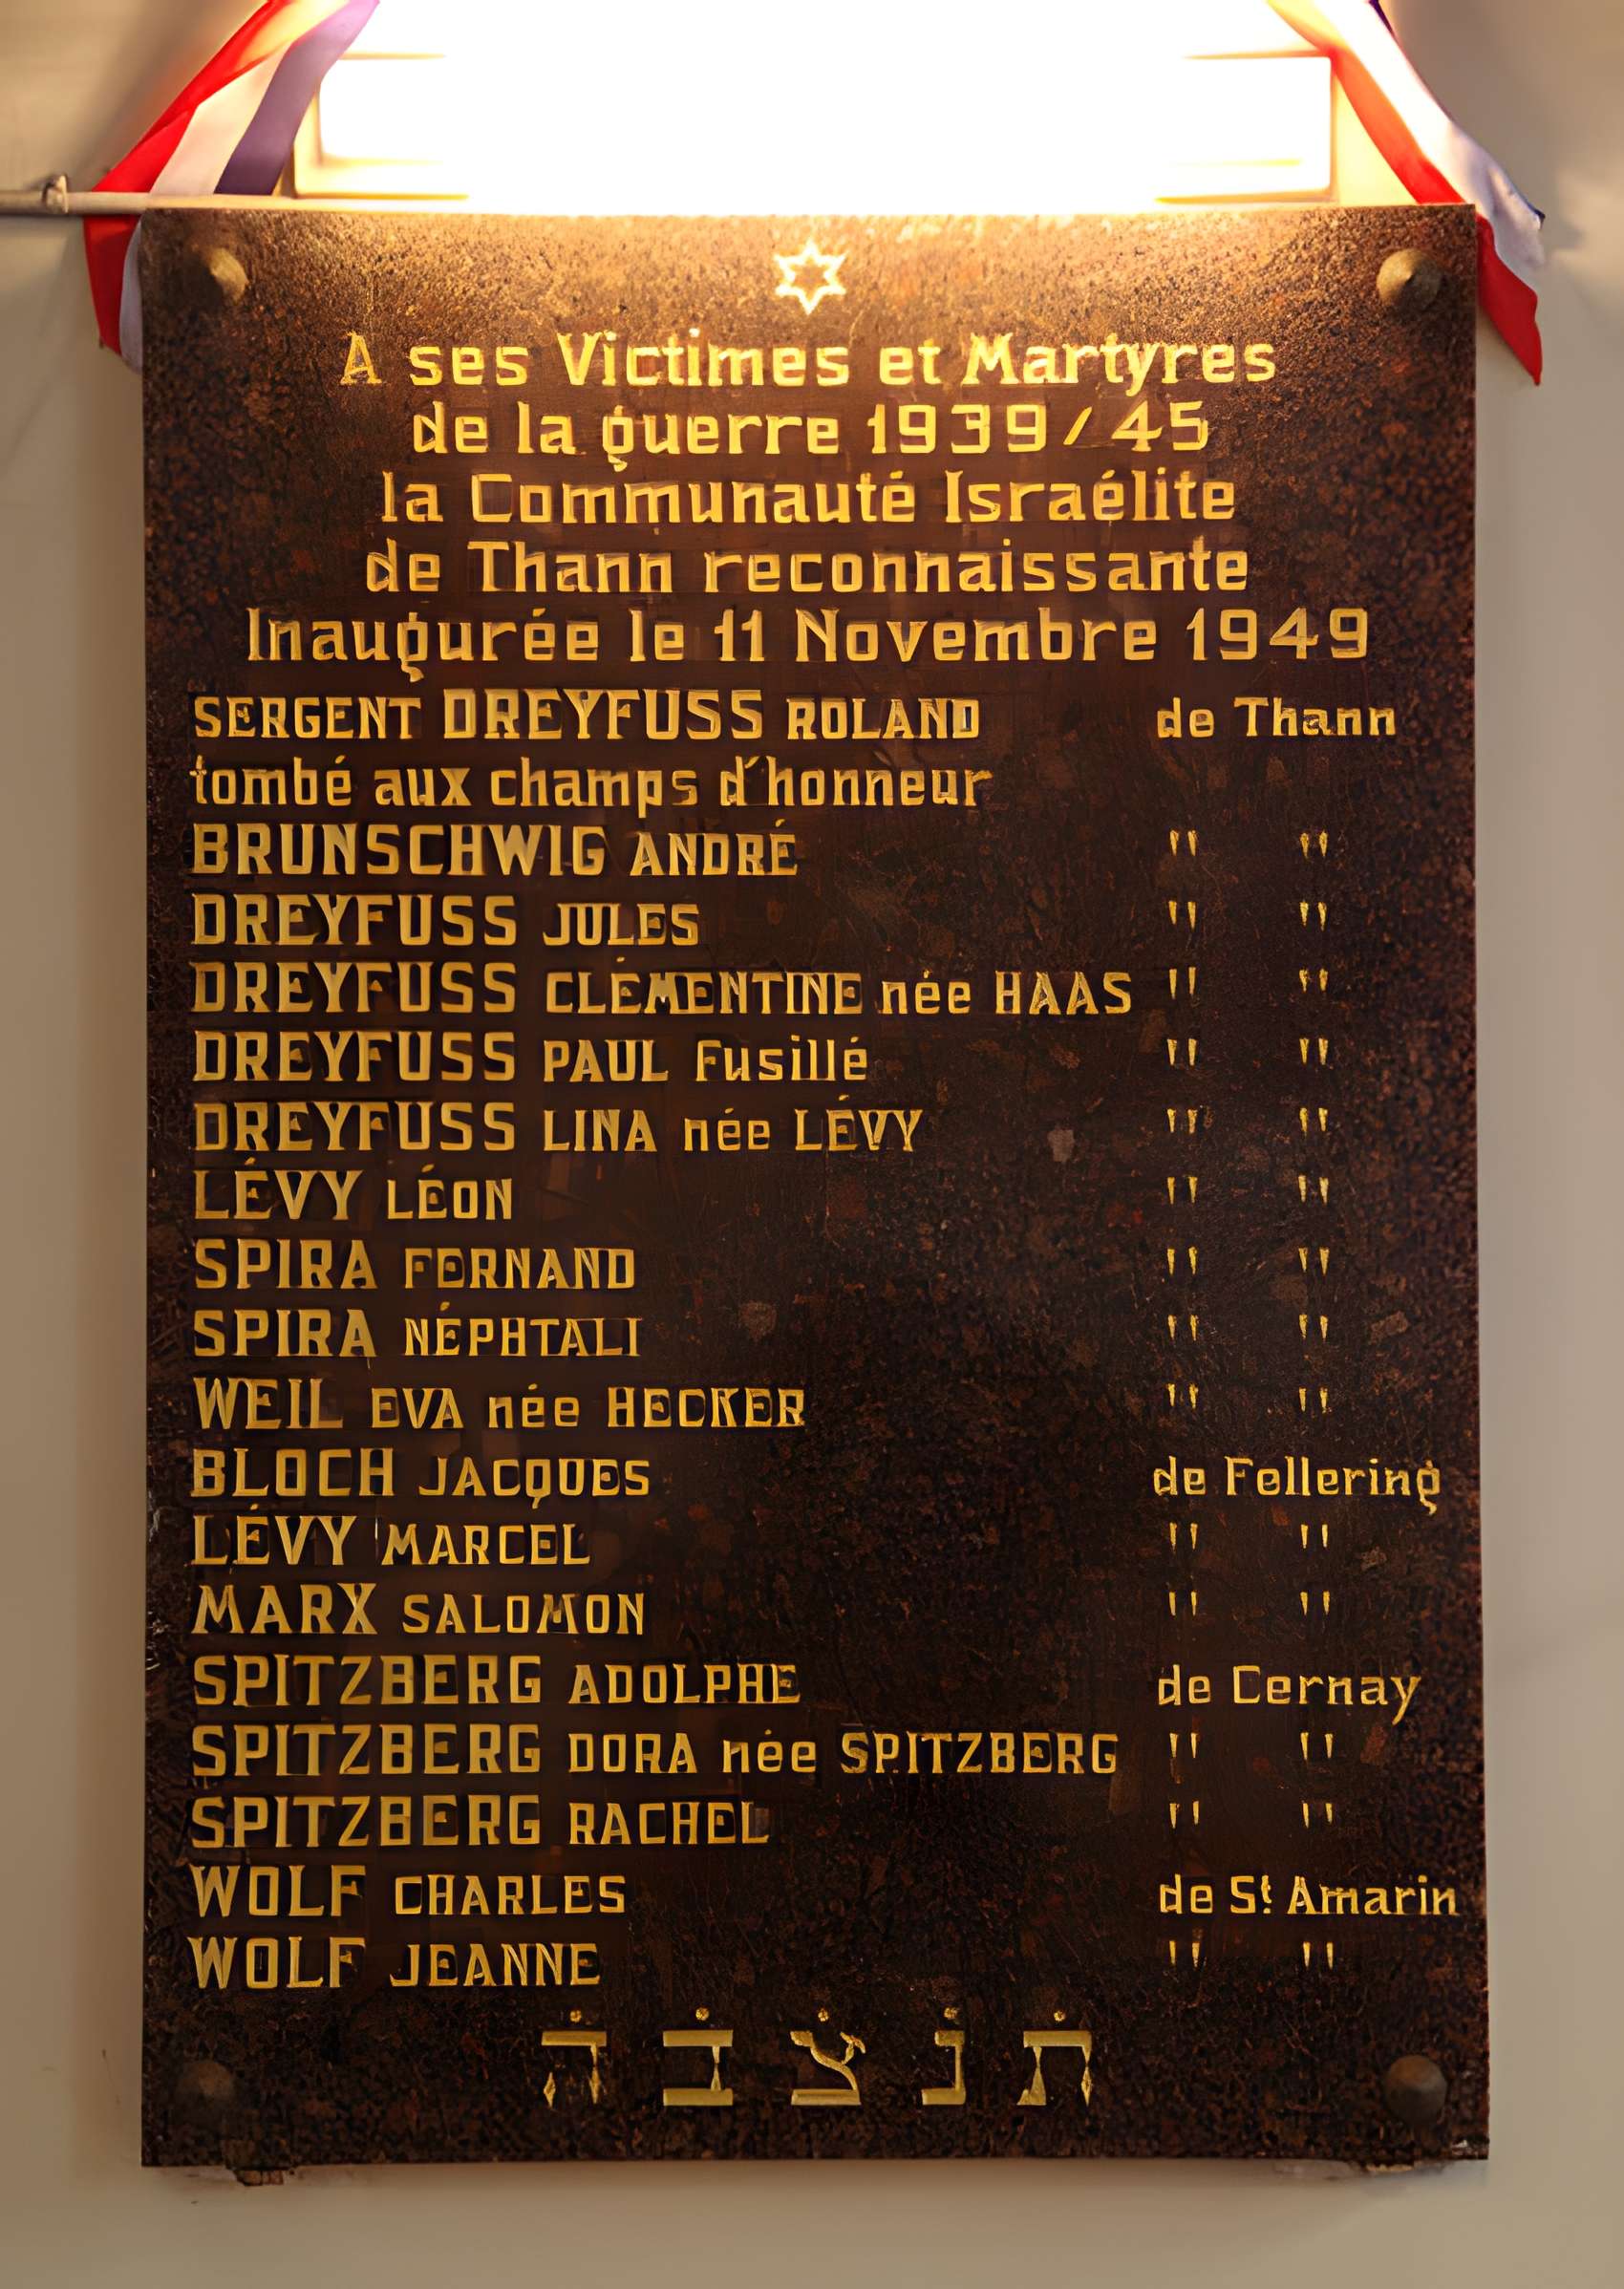 A ses Victimes et Martyres
de la guerre 1939/45
la Communauté Israélite
de Thann reconnaissante
Inaugurée le 11 Novembre 1949
SERGENT DREYFUSS ROLAND de Thann
tombé aux champs d'honneur
BRUNSCHWIG ANDRÉ " "
DREYFUSS JULES " "
DREYFUSS CLÉMENTINE née HAAS " "
DREYFUSS PAUL Fusillé " "
DREYFUSS LINA née LÉVY " "
LÉVY LÉON " "
SPIRA FERNAND " "
SPIRA NÉPHTALI " "
WEIL EVA née HECKER " "
BLOCH JACQUES de Fellering
LÉVY MARCEL " "
MARX SALOMON " "
SPITZBERG ADOLPHE de Cernay
SPITZBERG DORA née SPITZBERG " "
SPITZBERG RACHEL " "
WOLF CHARLES de St Amarin
WOLF JEANNE " "
ת̇ נ̇ צ̇ ב̇ ה̇